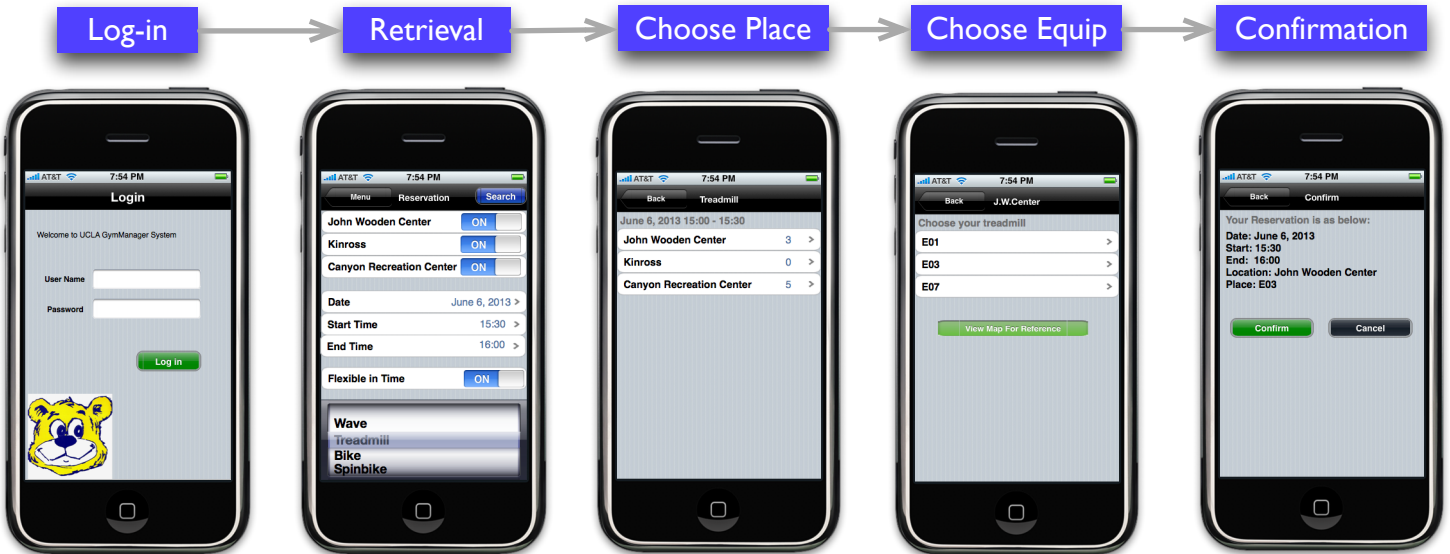 Log-in
Retrieval
Choose Place
Choose Equip
Confirmation
AT&T 7:54 PM
Login
Welcome to UCLA GymManager System
User Name
Password
Log in
AT&T 7:54 PM
Menu Reservation Search
John Wooden Center ON
Kinross ON
Canyon Recreation Center ON
Date June 6, 2013 >
Start Time 15:30 >
End Time 16:00 >
Flexible in Time ON
Wave
Treadmill
Bike
Spinbike
AT&T 7:54 PM
Back Treadmill
June 6, 2013 15:00 - 15:30
John Wooden Center 3 >
Kinross 0 >
Canyon Recreation Center 5 >
AT&T 7:54 PM
Back J.W.Center
Choose your treadmill
E01 >
E03 >
E07 >
View Map For Reference
AT&T 7:54 PM
Back Confirm
Your Reservation is as below:
Date: June 6, 2013
Start: 15:30
End: 16:00
Location: John Wooden Center
Place: E03
Confirm Cancel